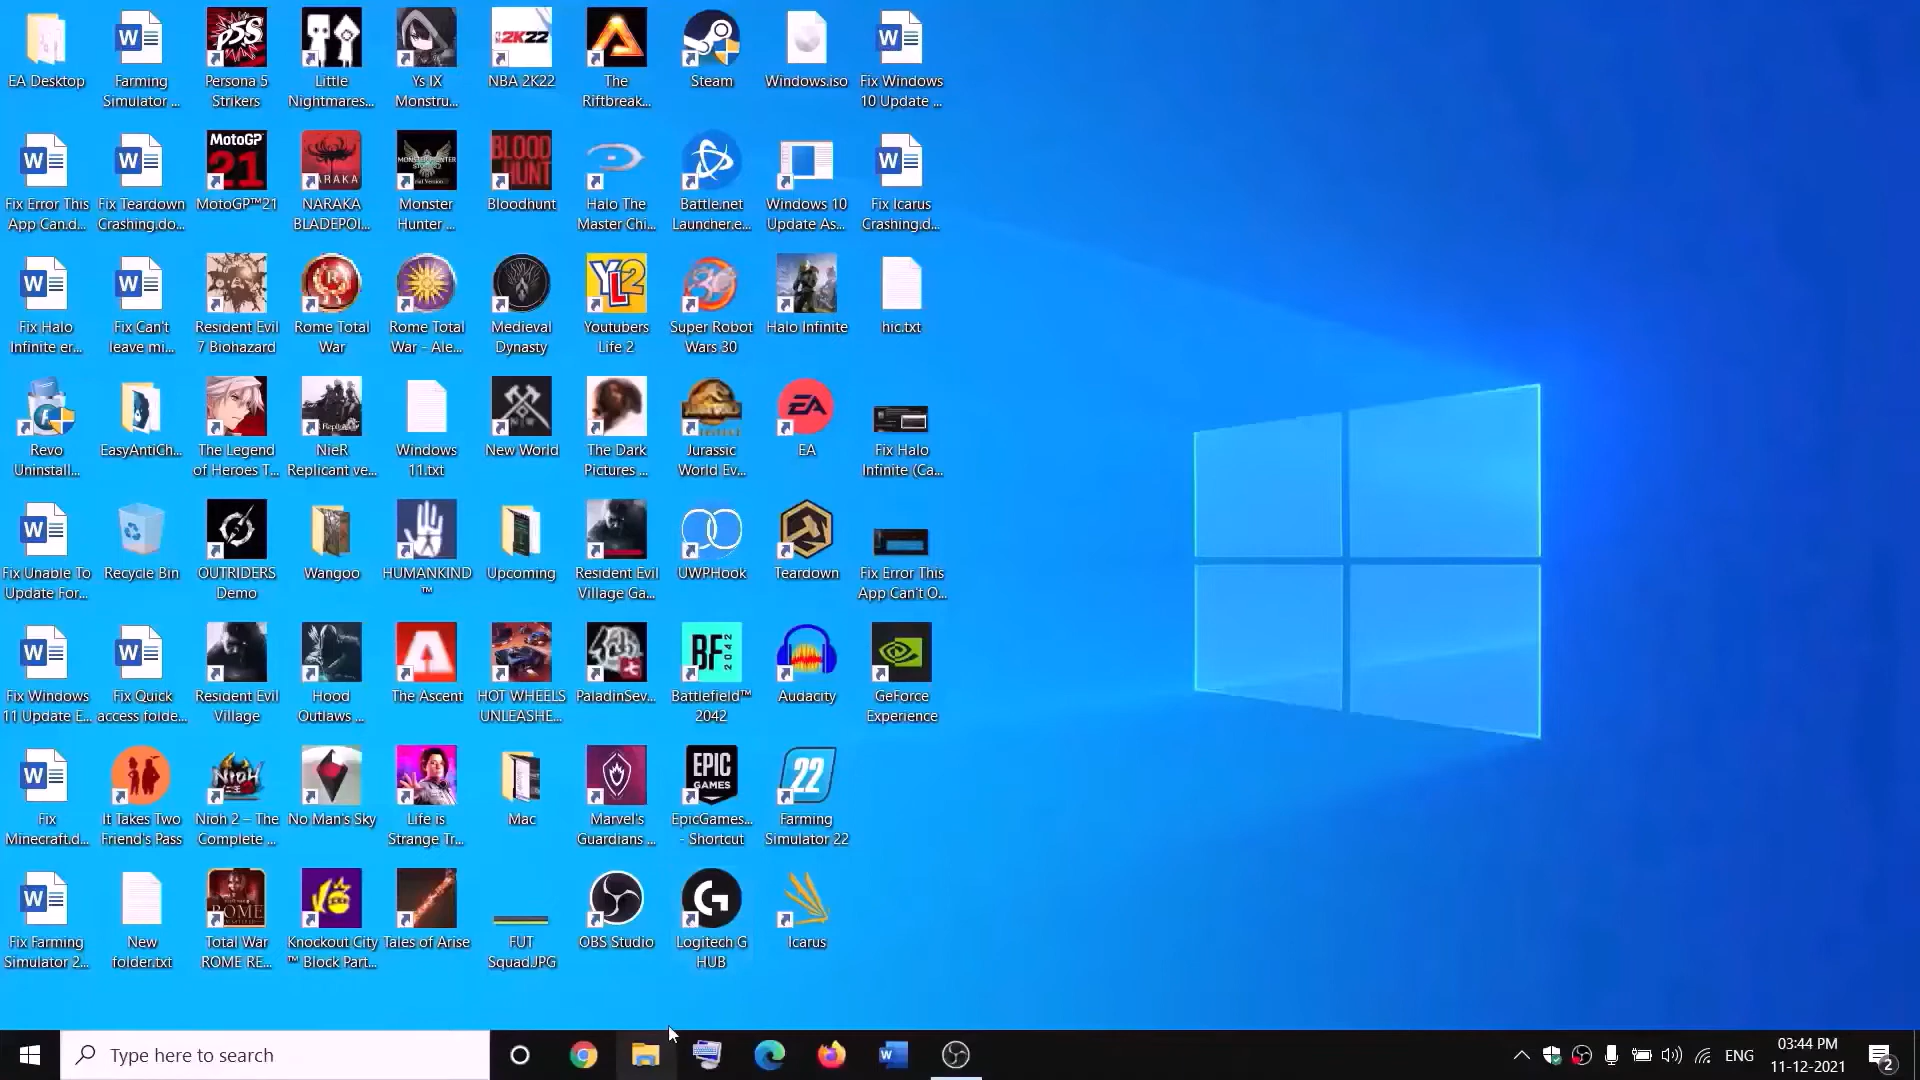 EA Desktop
Farming
Simulator ...
Persona 5
Strikers
Little
Nightmares...
Ys IX
Monstru...
NBA 2K22
The
Riftbreak...
Steam
Windows.iso
Fix Windows
10 Update ...
Fix Error This
App Can.d...
Fix Teardown
Crashing.do...
MotoGP™21
NARAKA
BLADEPOI...
Monster
Hunter ...
Bloodhunt
Halo The
Master Chi...
Battle.net
Launcher.e...
Windows 10
Update As...
Fix Icarus
Crashing.d...
Fix Halo
Infinite er...
Fix Can't
leave mi...
Resident Evil
7 Biohazard
Rome Total
War
Rome Total
War - Ale...
Medieval
Dynasty
Youtubers
Life 2
Super Robot
Wars 30
Halo Infinite
hic.txt
Revo
Uninstall...
EasyAntiCh...
The Legend
of Heroes T...
NieR
Replicant ve...
Windows
11.txt
New World
The Dark
Pictures ...
Jurassic
World Ev...
EA
Fix Halo
Infinite (Ca...
Fix Unable To
Update For...
Recycle Bin
OUTRIDERS
Demo
Wangoo
HUMANKIND
™
Upcoming
Resident Evil
Village Ga...
UWPHook
Teardown
Fix Error This
App Can't O...
Fix Windows
11 Update E...
Fix Quick
access folde...
Resident Evil
Village
Hood
Outlaws ...
The Ascent
HOT WHEELS
UNLEASHE...
PaladinSev...
Battlefield™
2042
Audacity
GeForce
Experience
Fix
Minecraft.d...
It Takes Two
Friend's Pass
Nioh 2 – The
Complete ...
No Man's Sky
Life is
Strange Tr...
Mac
Marvel's
Guardians ...
EpicGames...
- Shortcut
Farming
Simulator 22
Fix Farming
Simulator 2...
New
folder.txt
Total War
ROME RE...
Knockout City
™ Block Part...
Tales of Arise
FUT
Squad.JPG
OBS Studio
Logitech G
HUB
Icarus
Type here to search
ENG
03:44 PM
11-12-2021
2